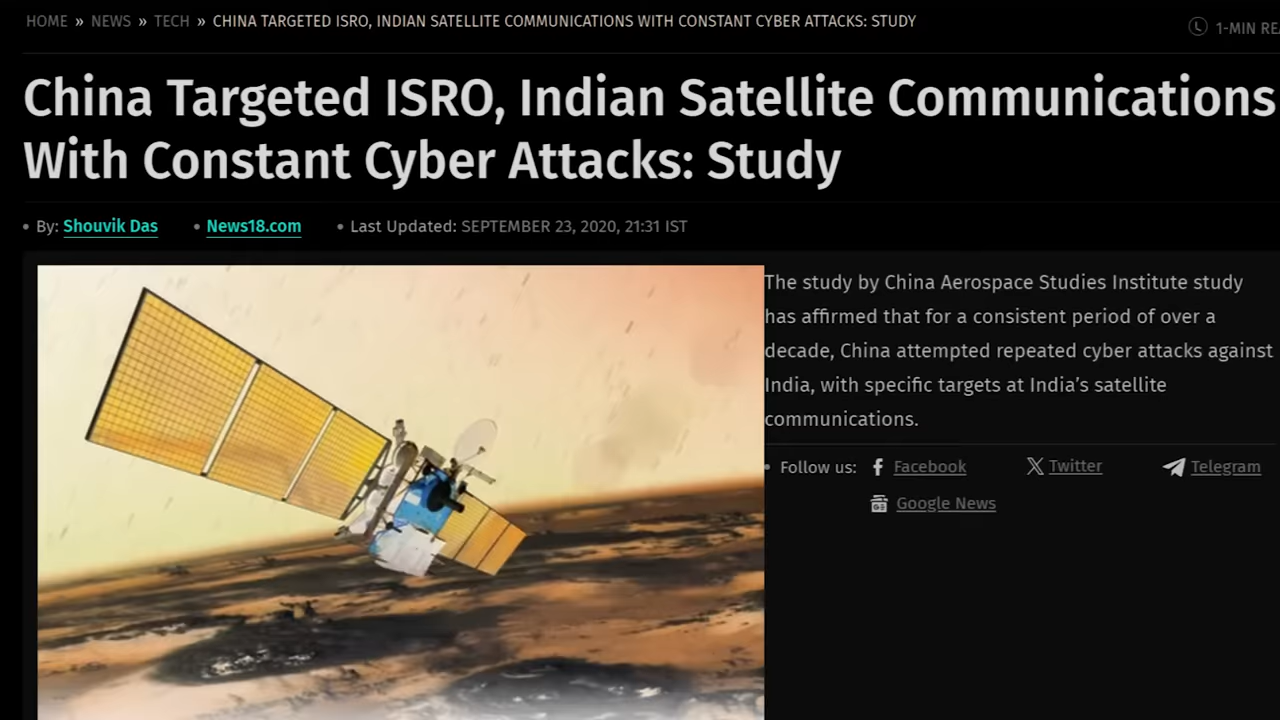 HOME » NEWS » TECH » CHINA TARGETED ISRO, INDIAN SATELLITE COMMUNICATIONS WITH CONSTANT CYBER ATTACKS: STUDY
1-MIN
China Targeted ISRO, Indian Satellite Communications
With Constant Cyber Attacks: Study
• By: Shouvik Das • News18.com • Last Updated: SEPTEMBER 23, 2020, 21:31 IST
The study by China Aerospace Studies Institute study
has affirmed that for a consistent period of over a
decade, China attempted repeated cyber attacks against
India, with specific targets at India’s satellite
communications.
• Follow us: Facebook Twitter Telegram
Google News